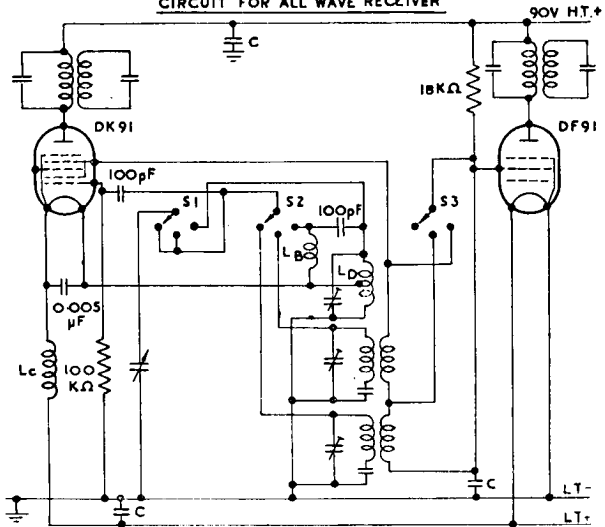 CIRCUIT FOR ALL WAVE RECEIVER
90V H.T.+
C
18KΩ
DK91
DF91
100pF
S1
S2
100pF
S3
LB
LD
0.005
μF
LC
100
KΩ
C
C
LT-
LT+